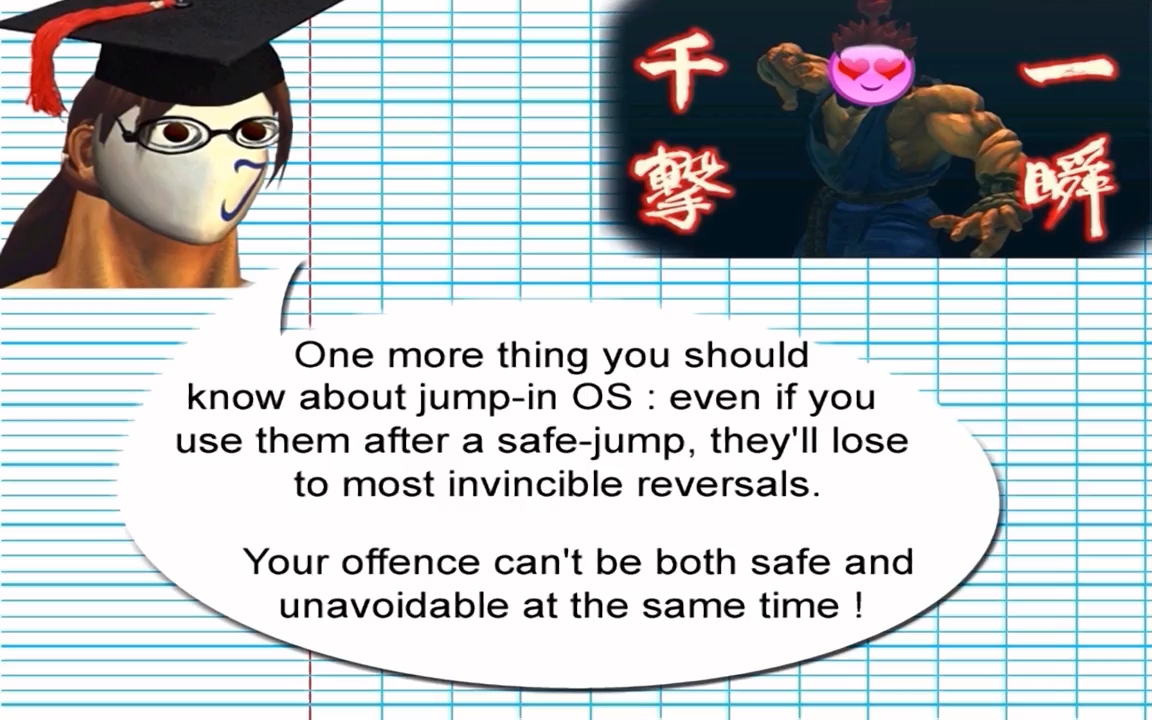 千 一
撃 瞬
One more thing you should
know about jump-in OS : even if you
use them after a safe-jump, they'll lose
to most invincible reversals.
Your offence can't be both safe and
unavoidable at the same time !